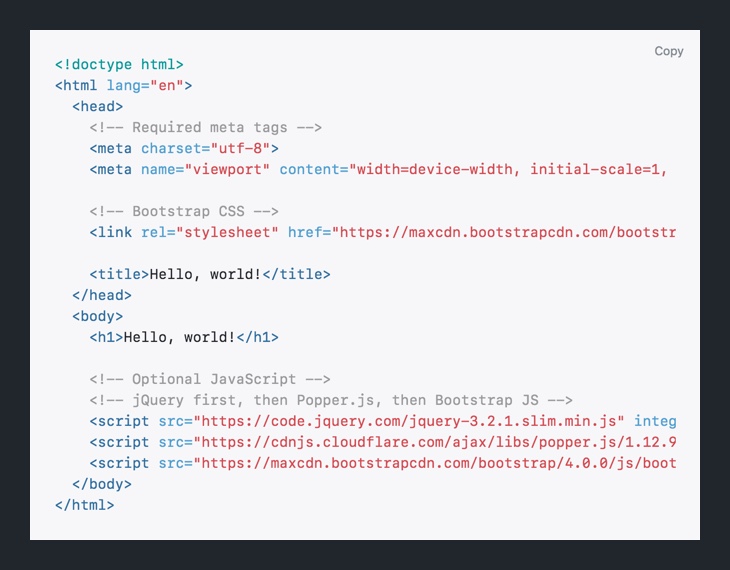 Copy
<!doctype html>
<html lang="en">
  <head>
    <!-- Required meta tags -->
    <meta charset="utf-8">
    <meta name="viewport" content="width=device-width, initial-scale=1,

    <!-- Bootstrap CSS -->
    <link rel="stylesheet" href="https://maxcdn.bootstrapcdn.com/bootstr

    <title>Hello, world!</title>
  </head>
  <body>
    <h1>Hello, world!</h1>

    <!-- Optional JavaScript -->
    <!-- jQuery first, then Popper.js, then Bootstrap JS -->
    <script src="https://code.jquery.com/jquery-3.2.1.slim.min.js" integ
    <script src="https://cdnjs.cloudflare.com/ajax/libs/popper.js/1.12.9
    <script src="https://maxcdn.bootstrapcdn.com/bootstrap/4.0.0/js/boot
  </body>
</html>